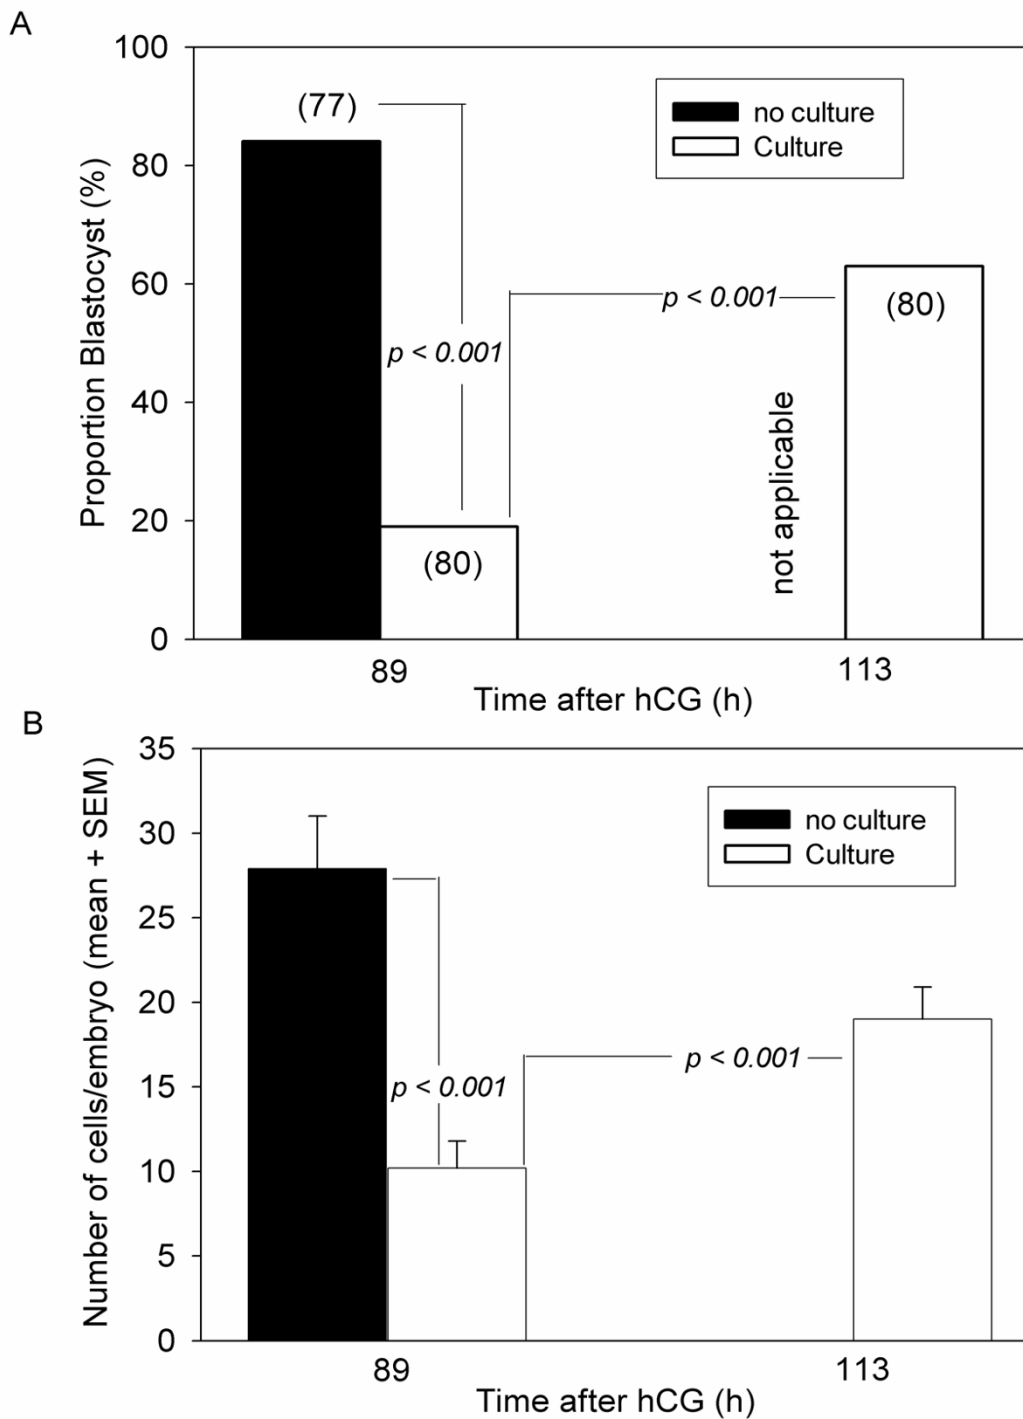 A
100
80
60
40
20
0
Proportion Blastocyst (%)
(77)
no culture
Culture
p < 0.001
p < 0.001
(80)
(80)
not applicable
89
113
Time after hCG (h)
B
35
30
25
20
15
10
5
0
Number of cells/embryo (mean + SEM)
no culture
Culture
p < 0.001
p < 0.001
89
113
Time after hCG (h)